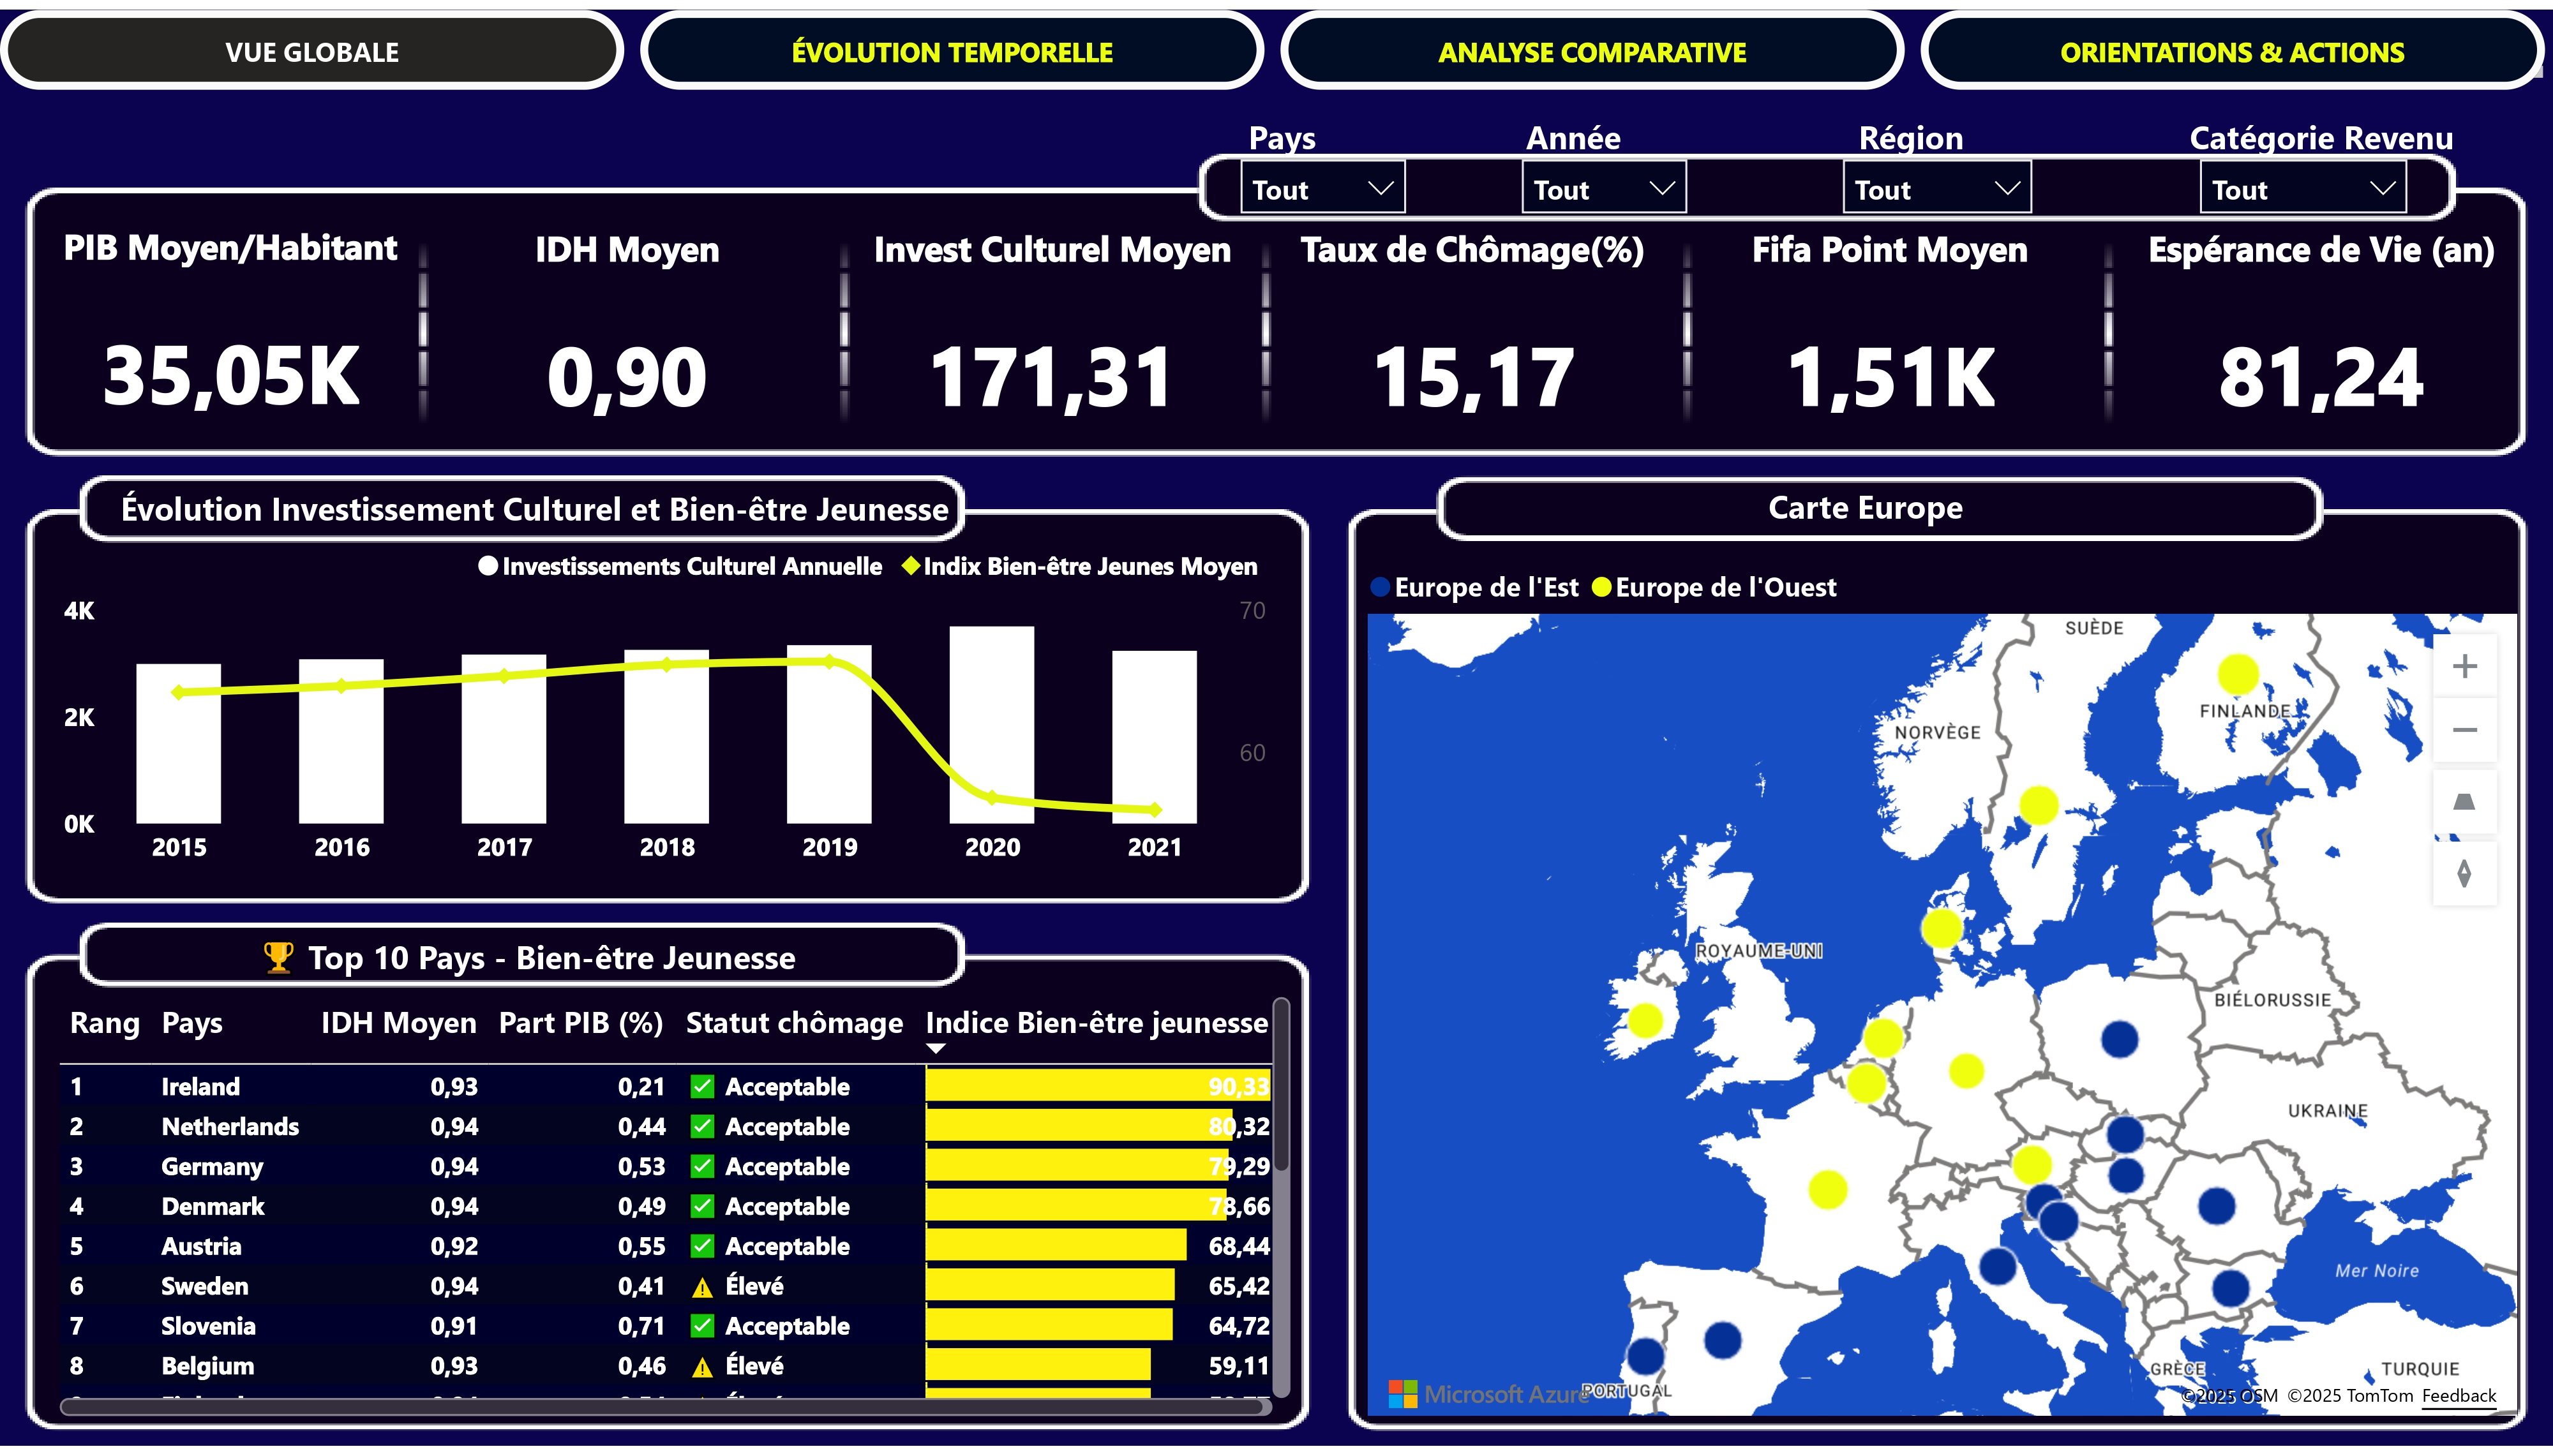 VUE GLOBALE
ÉVOLUTION TEMPORELLE
ANALYSE COMPARATIVE
ORIENTATIONS & ACTIONS
Pays Année Région Catégorie Revenu
Tout Tout Tout Tout
PIB Moyen/Habitant IDH Moyen Invest Culturel Moyen Taux de Chômage(%) Fifa Point Moyen Espérance de Vie (an)
35,05K 0,90 171,31 15,17 1,51K 81,24
Évolution Investissement Culturel et Bien-être Jeunesse
Investissements Culturel Annuelle Indix Bien-être Jeunes Moyen
4K 70
2K
60
0K
2015 2016 2017 2018 2019 2020 2021
🏆 Top 10 Pays - Bien-être Jeunesse
Rang Pays IDH Moyen Part PIB (%) Statut chômage Indice Bien-être jeunesse
1 Ireland 0,93 0,21 ✅ Acceptable 90,33
2 Netherlands 0,94 0,44 ✅ Acceptable 80,32
3 Germany 0,94 0,53 ✅ Acceptable 79,29
4 Denmark 0,94 0,49 ✅ Acceptable 78,66
5 Austria 0,92 0,55 ✅ Acceptable 68,44
6 Sweden 0,94 0,41 ⚠ Élevé 65,42
7 Slovenia 0,91 0,71 ✅ Acceptable 64,72
8 Belgium 0,93 0,46 ⚠ Élevé 59,11
Carte Europe
Europe de l'Est Europe de l'Ouest
SUÈDE
FINLANDE
NORVÈGE
ROYAUME-UNI
BIÉLORUSSIE
UKRAINE
Mer Noire
GRÈCE
TURQUIE
PORTUGAL
Microsoft Azure
©2025 OSM ©2025 TomTom Feedback